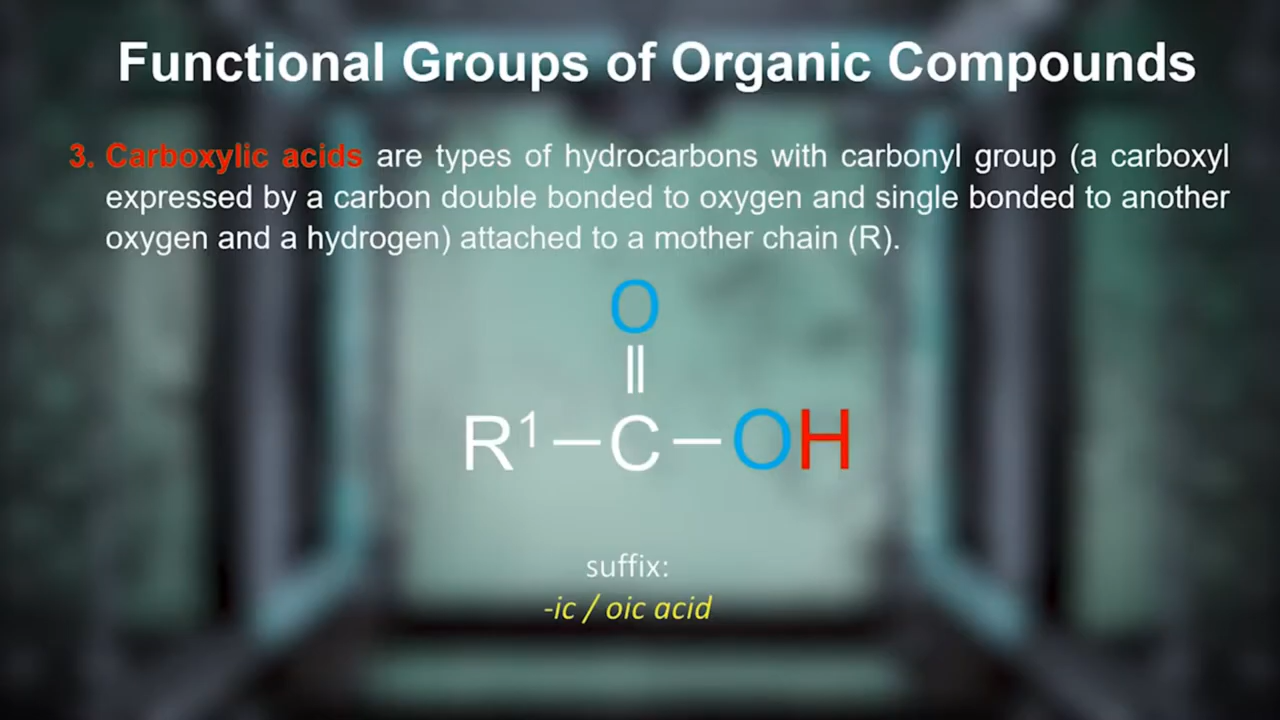 Functional Groups of Organic Compounds
3. Carboxylic acids are types of hydrocarbons with carbonyl group (a carboxyl
expressed by a carbon double bonded to oxygen and single bonded to another
oxygen and a hydrogen) attached to a mother chain (R).
O
||
R¹—C—OH
suffix:
-ic / oic acid